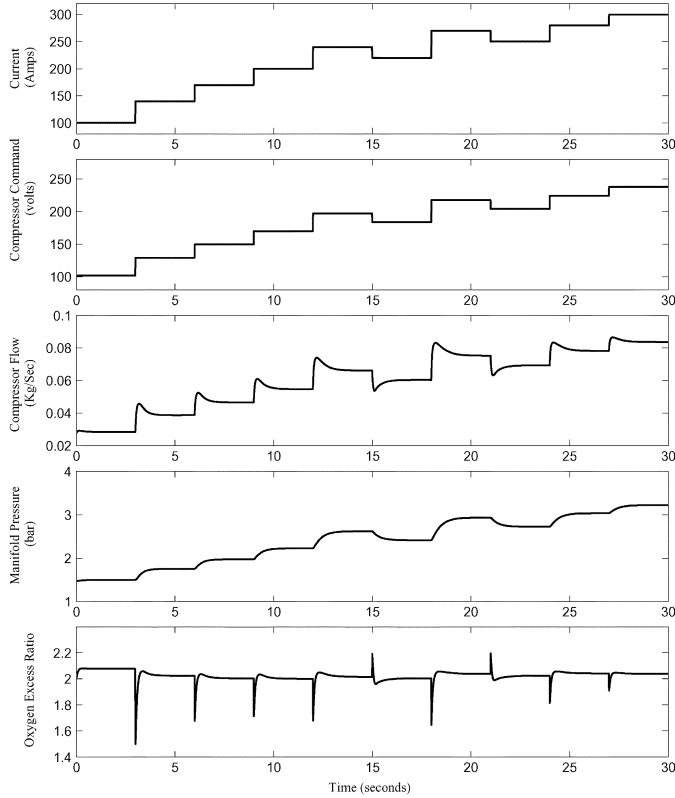 Current
(Amps)
300
250
200
150
100
0 5 10 15 20 25 30
Compressor Command
(volts)
250
200
150
100
0 5 10 15 20 25 30
Compressor Flow
(Kg/Sec)
0.1
0.08
0.06
0.04
0.02
0 5 10 15 20 25 30
Manifold Pressure
(bar)
4
3
2
1
0 5 10 15 20 25 30
Oxygen Excess Ratio
2.2
2
1.8
1.6
1.4
0 5 10 15 20 25 30
Time (seconds)